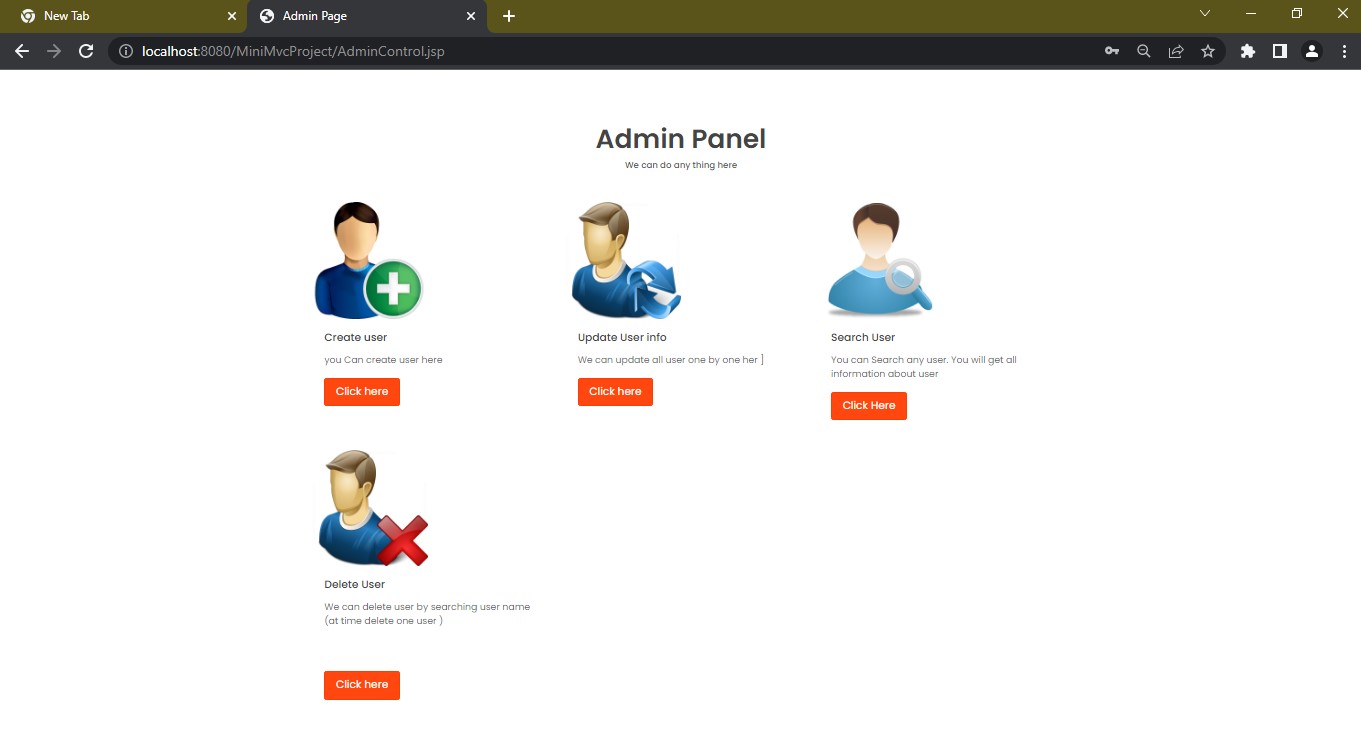 New Tab
Admin Page
localhost:8080/MiniMvcProject/AdminControl.jsp
Admin Panel
We can do any thing here
Create user
you Can create user here
Click here
Update User info
We can update all user one by one her ]
Click here
Search User
You can Search any user. You will get all
information about user
Click Here
Delete User
We can delete user by searching user name
(at time delete one user )
Click here